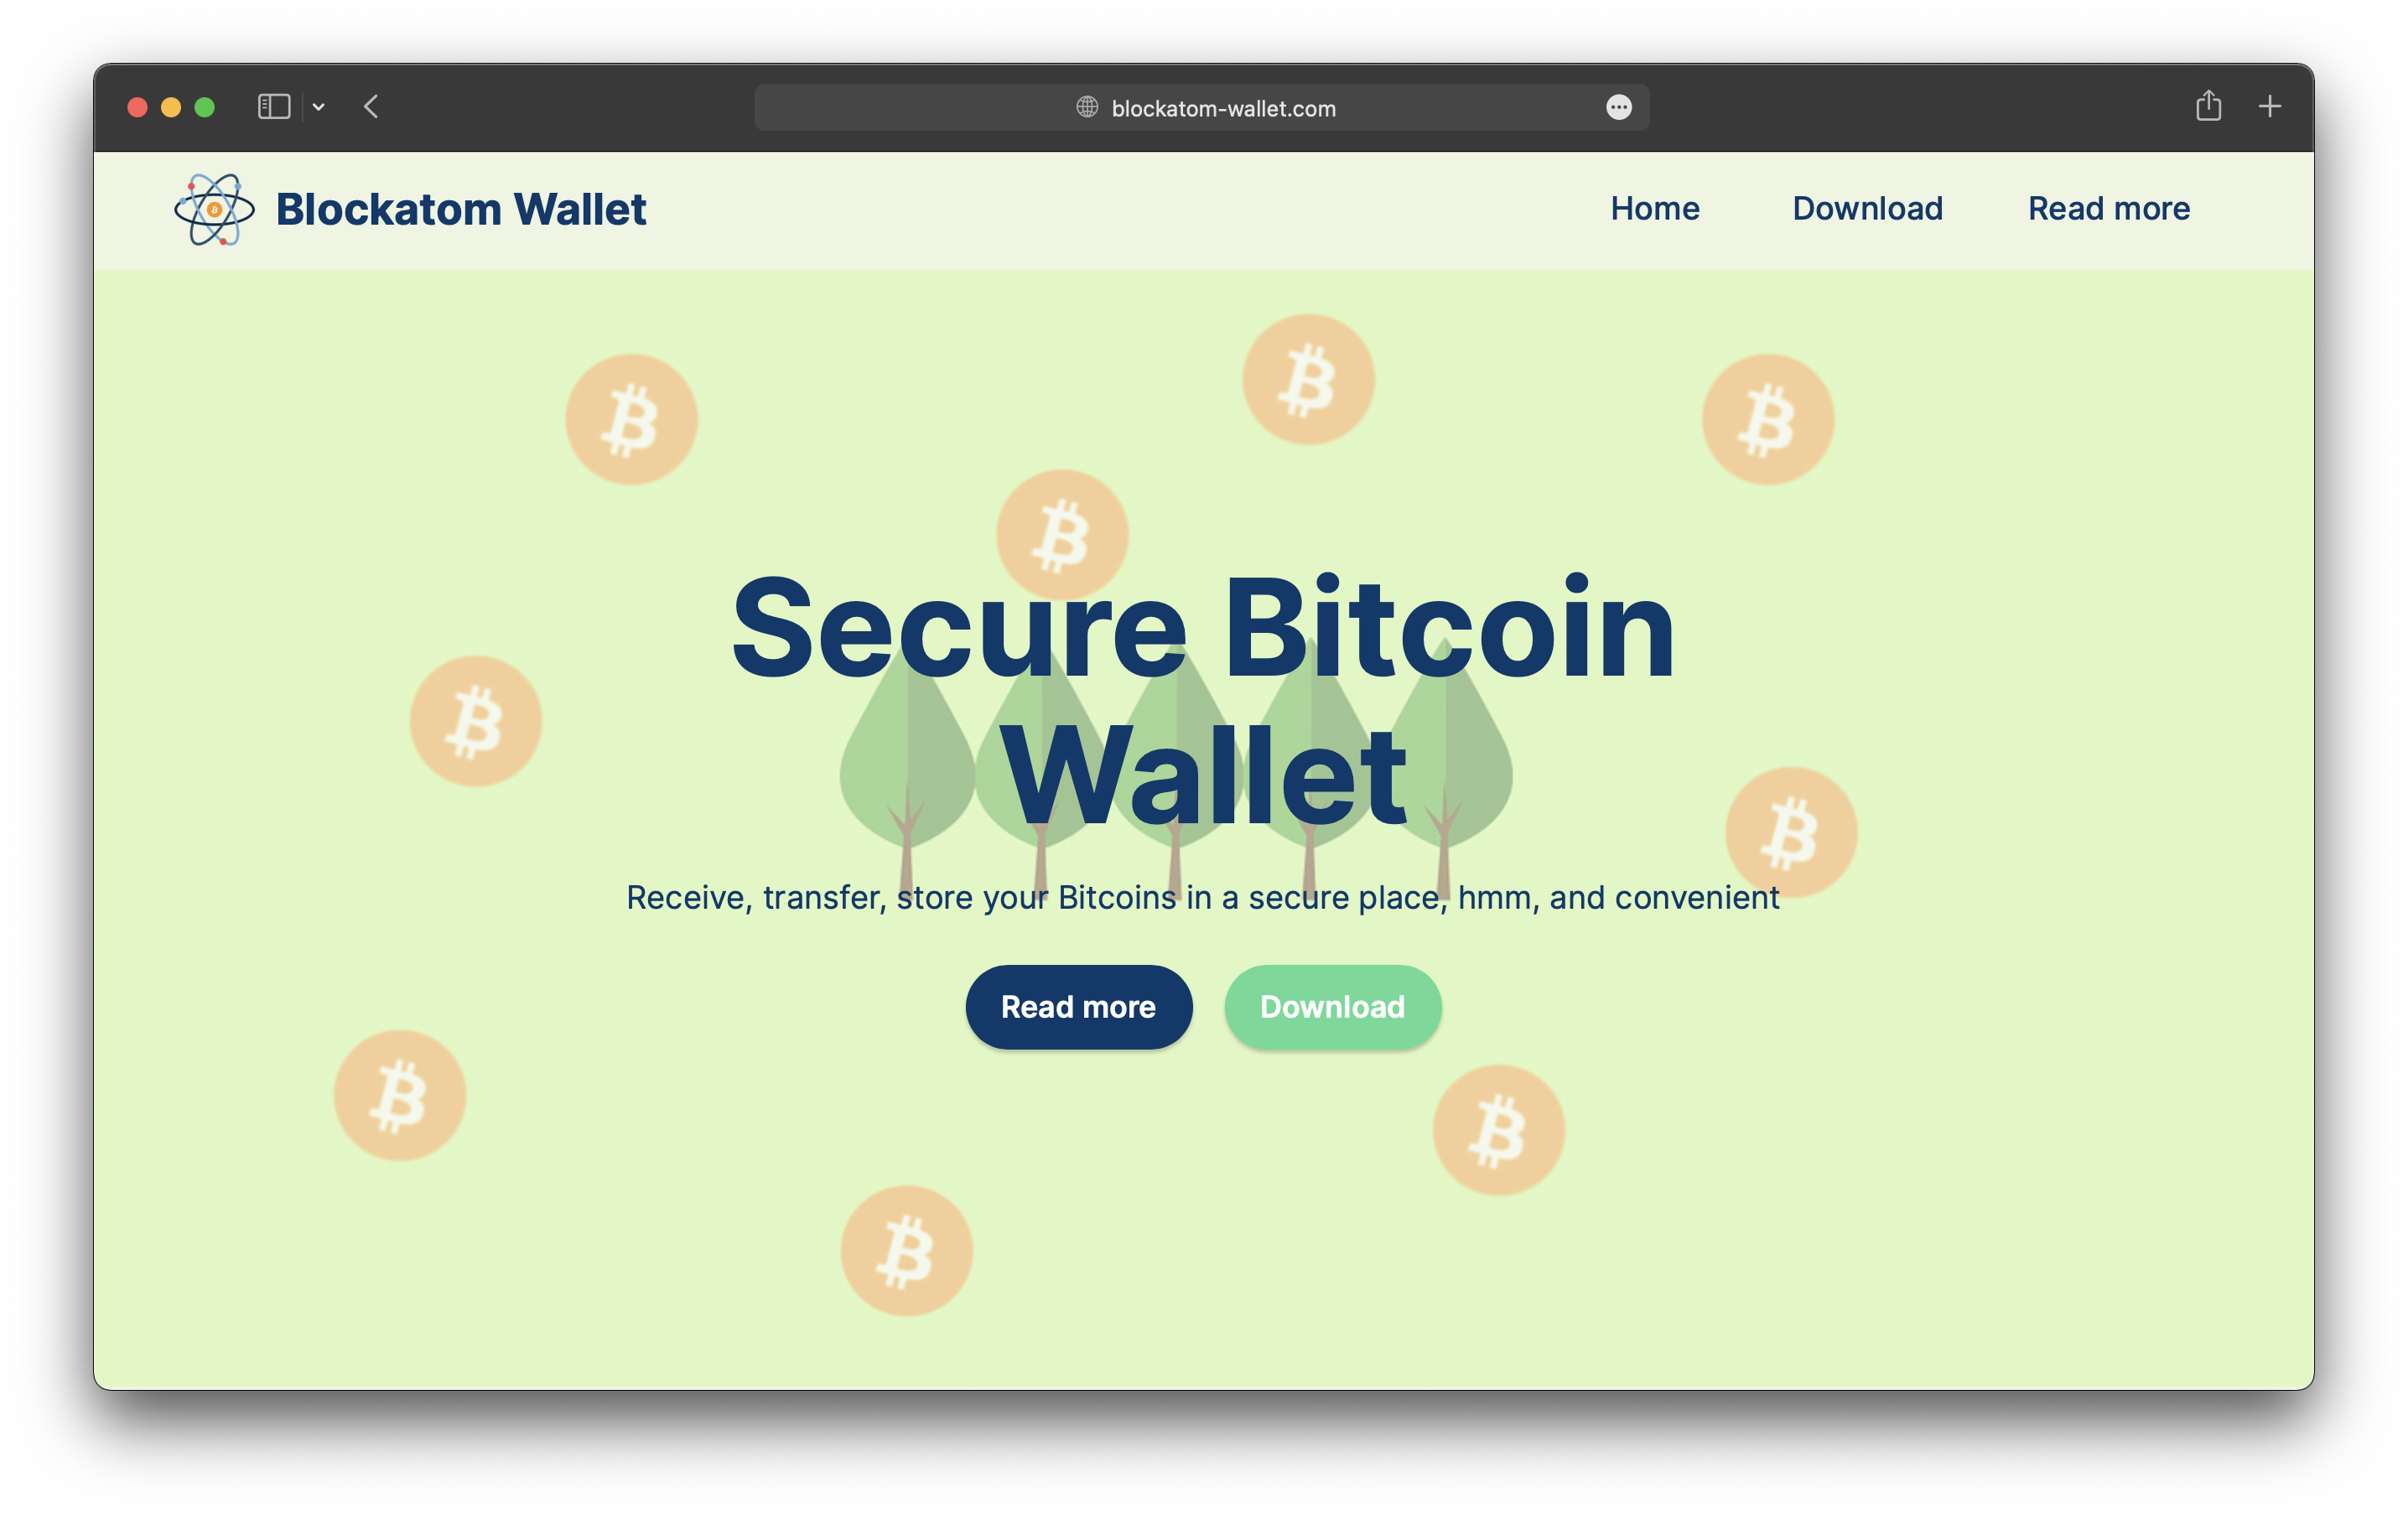 blockatom-wallet.com
Blockatom Wallet
Home
Download
Read more
Secure Bitcoin
Wallet
Receive, transfer, store your Bitcoins in a secure place, hmm, and convenient
Read more
Download